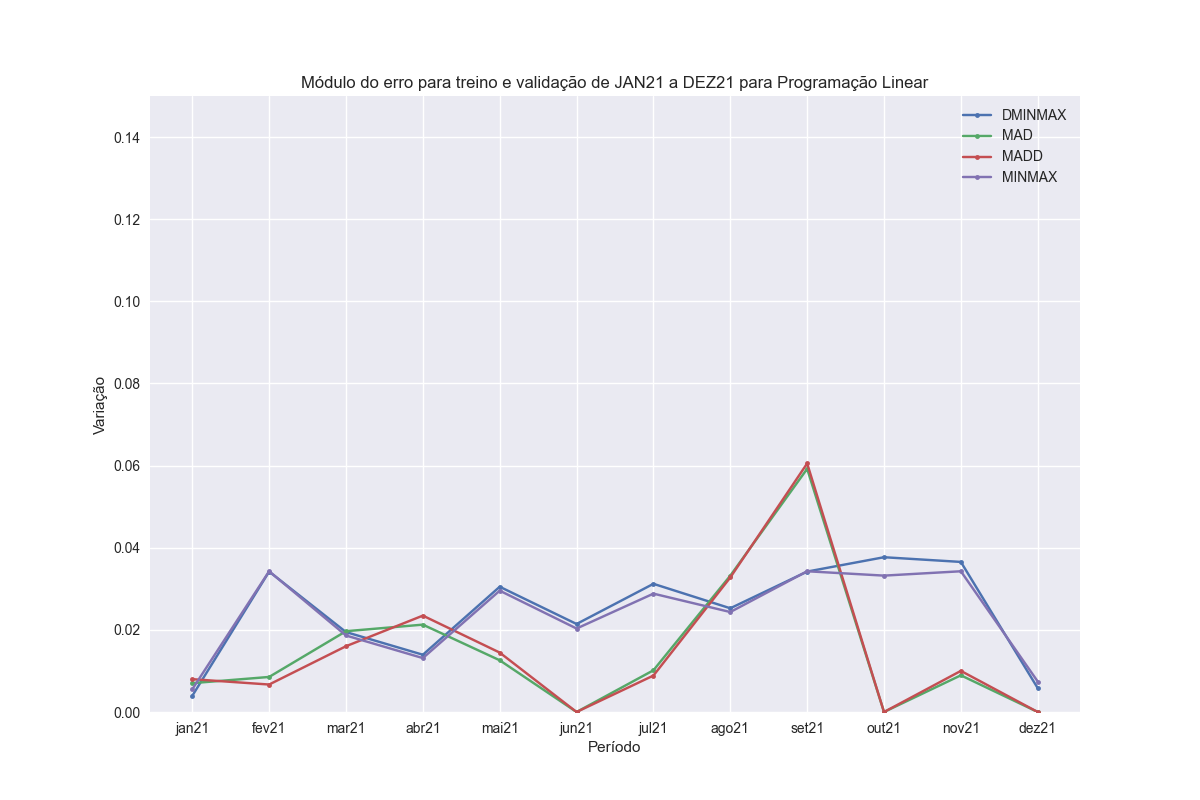 Módulo do erro para treino e validação de JAN21 a DEZ21 para Programação Linear
DMINMAX
MAD
MADD
MINMAX
Variação
0.14
0.12
0.10
0.08
0.06
0.04
0.02
0.00
jan21 fev21 mar21 abr21 mai21 jun21 jul21 ago21 set21 out21 nov21 dez21
Período